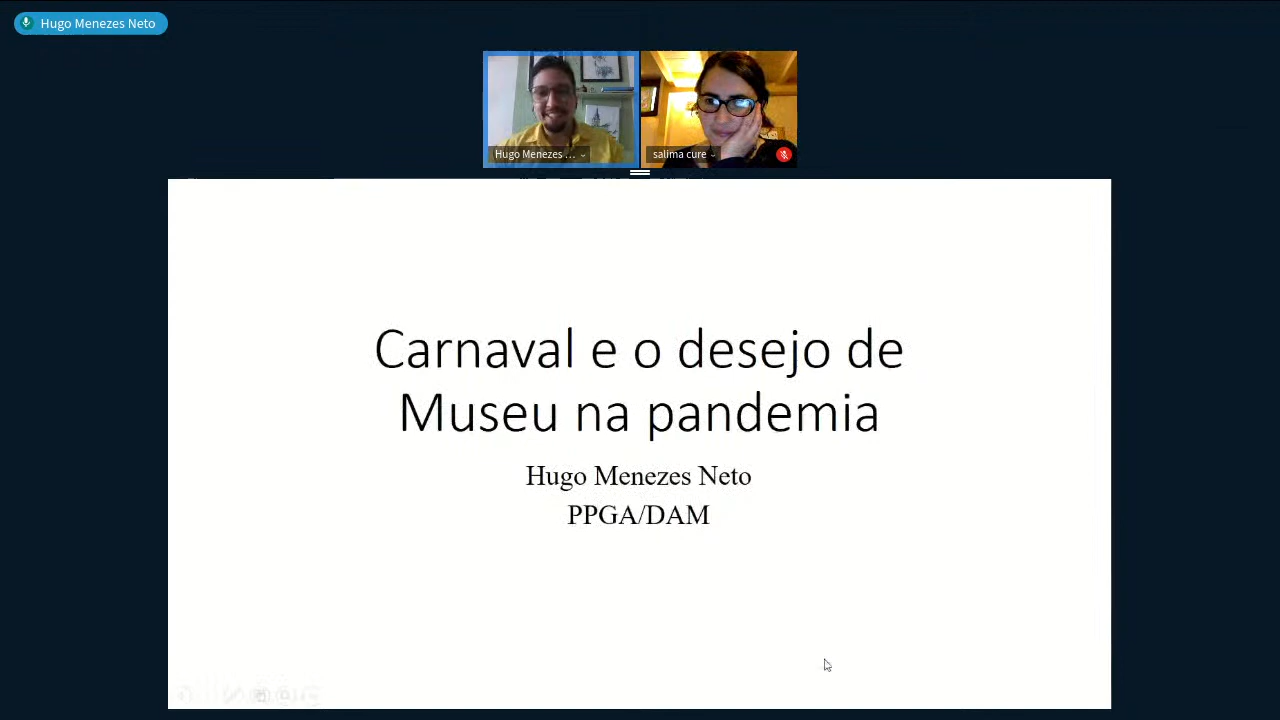 Hugo Menezes Neto
Hugo Menezes ...
salima cure
Carnaval e o desejo de
Museu na pandemia
Hugo Menezes Neto
PPGA/DAM